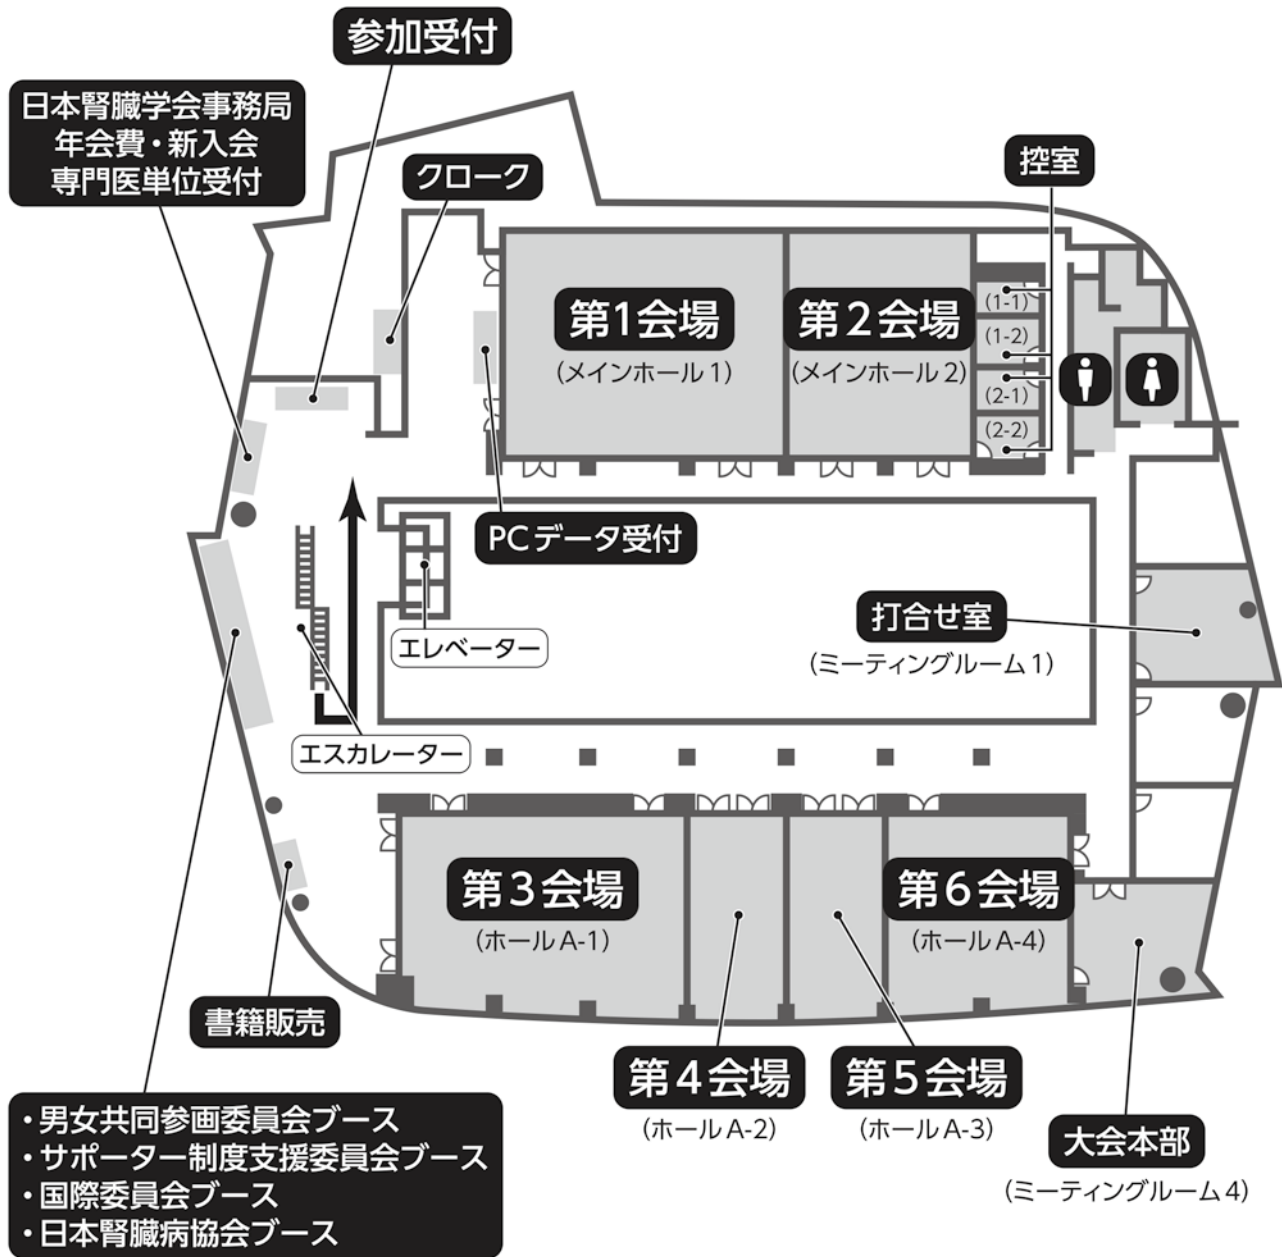 参加受付
日本腎臓学会事務局
年会費・新入会
専門医単位受付
クローク
控室
第1会場
(メインホール1)
第2会場
(メインホール2)
(1-1)
(1-2)
(2-1)
(2-2)
PCデータ受付
エレベーター
打合せ室
(ミーティングルーム1)
エスカレーター
第3会場
(ホールA-1)
第6会場
(ホールA-4)
書籍販売
第4会場
(ホールA-2)
第5会場
(ホールA-3)
大会本部
(ミーティングルーム4)
・男女共同参画委員会ブース
・サポーター制度支援委員会ブース
・国際委員会ブース
・日本腎臓病協会ブース